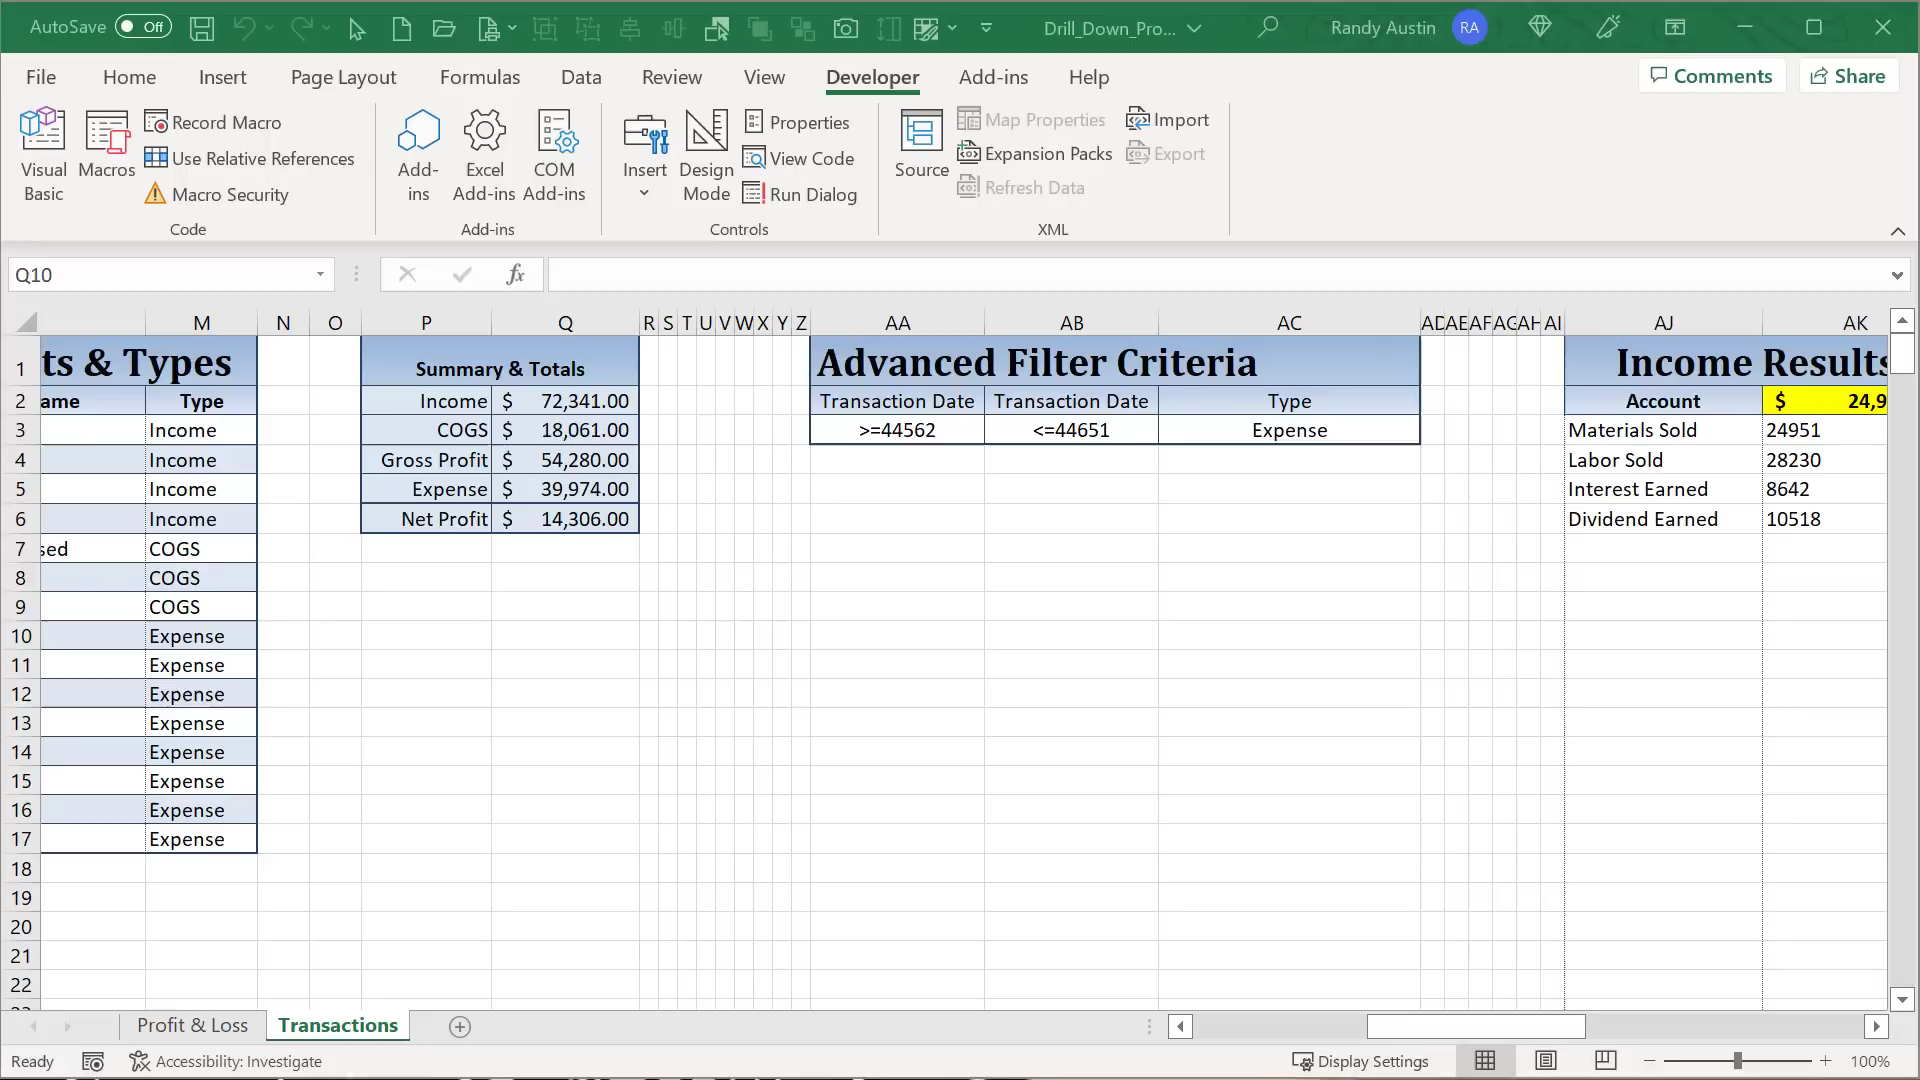 AutoSave Off Drill_Down_Pro... Randy Austin RA
File Home Insert Page Layout Formulas Data Review View Developer Add-ins Help Comments Share
Visual Basic
Macros
Record Macro
Use Relative References
Macro Security
Code
Add-ins
Excel Add-ins
COM Add-ins
Add-ins
Insert
Design Mode
Properties
View Code
Run Dialog
Controls
Source
Map Properties
Expansion Packs
Refresh Data
Import
Export
XML
Q10 fx
M N O P Q R S T U V W X Y Z AA AB AC AD AE AF AG AH AI AJ AK
1 ts & Types Summary & Totals Advanced Filter Criteria Income Results
2 ame Type Income $ 72,341.00 Transaction Date Transaction Date Type Account $ 24,9
3 Income COGS $ 18,061.00 >=44562 <=44651 Expense Materials Sold 24951
4 Income Gross Profit $ 54,280.00 Labor Sold 28230
5 Income Expense $ 39,974.00 Interest Earned 8642
6 Income Net Profit $ 14,306.00 Dividend Earned 10518
7 sed COGS
8 COGS
9 COGS
10 Expense
11 Expense
12 Expense
13 Expense
14 Expense
15 Expense
16 Expense
17 Expense
18
19
20
21
22
Profit & Loss Transactions
Ready Accessibility: Investigate Display Settings 100%